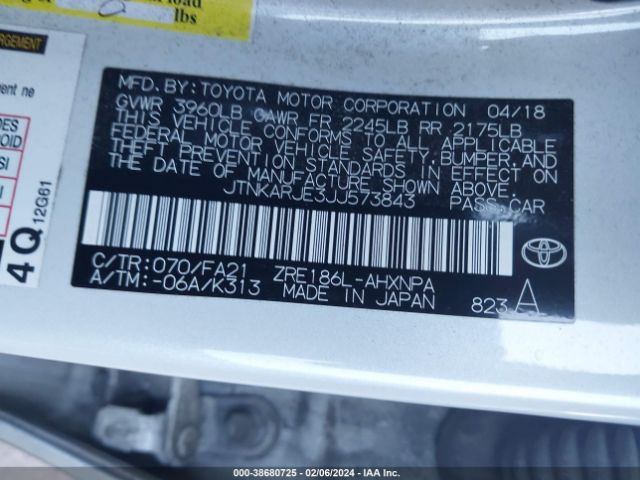 load
lbs
MFD. BY: TOYOTA MOTOR CORPORATION 04/18
GVWR 3960LB GAWR FR 2245LB RR 2175LB
THIS VEHICLE CONFORMS TO ALL APPLICABLE
FEDERAL MOTOR VEHICLE SAFETY, BUMPER, AND
THEFT PREVENTION STANDARDS IN EFFECT ON
THE DATE OF MANUFACTURE SHOWN ABOVE.
JTNKARJE3JJ573843 PASS. CAR
C/TR: 070/FA21 ZRE186L-AHXNPA
A/TM: -06A/K313 MADE IN JAPAN 823 A
4Q 12G61
000-38680725 - 02/06/2024 - IAA Inc.